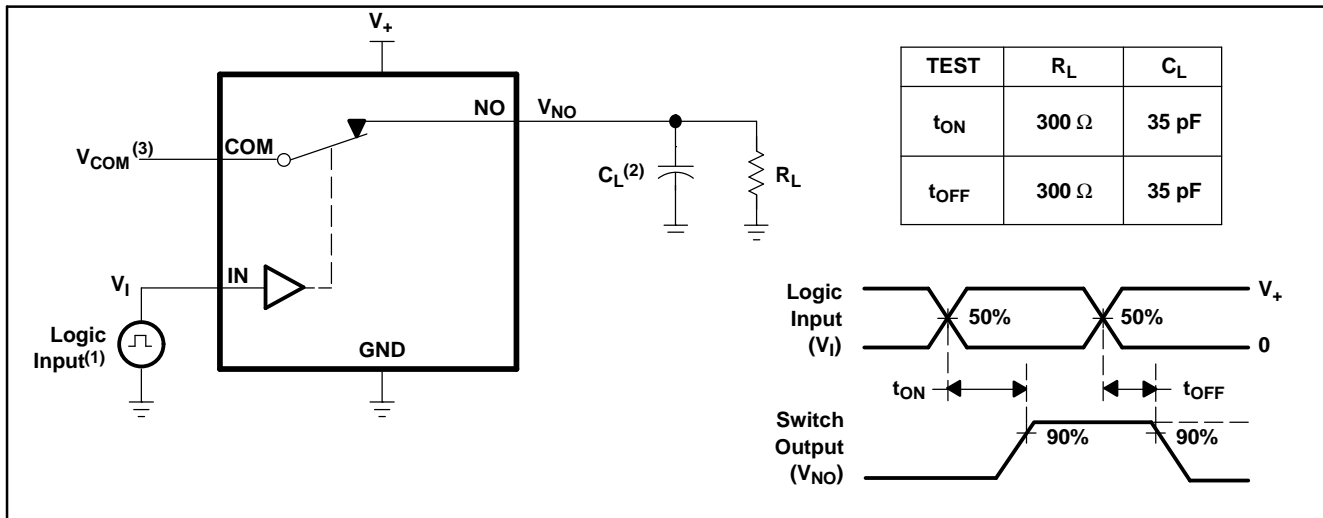 V+
NO
VNO
COM
VCOM(3)
CL(2)
RL
VI
IN
Logic
Input(1)
GND
TEST RL CL
tON 300 Ω 35 pF
tOFF 300 Ω 35 pF
Logic
Input
(VI)
50%
50%
V+
0
tON
tOFF
Switch
Output
(VNO)
90%
90%